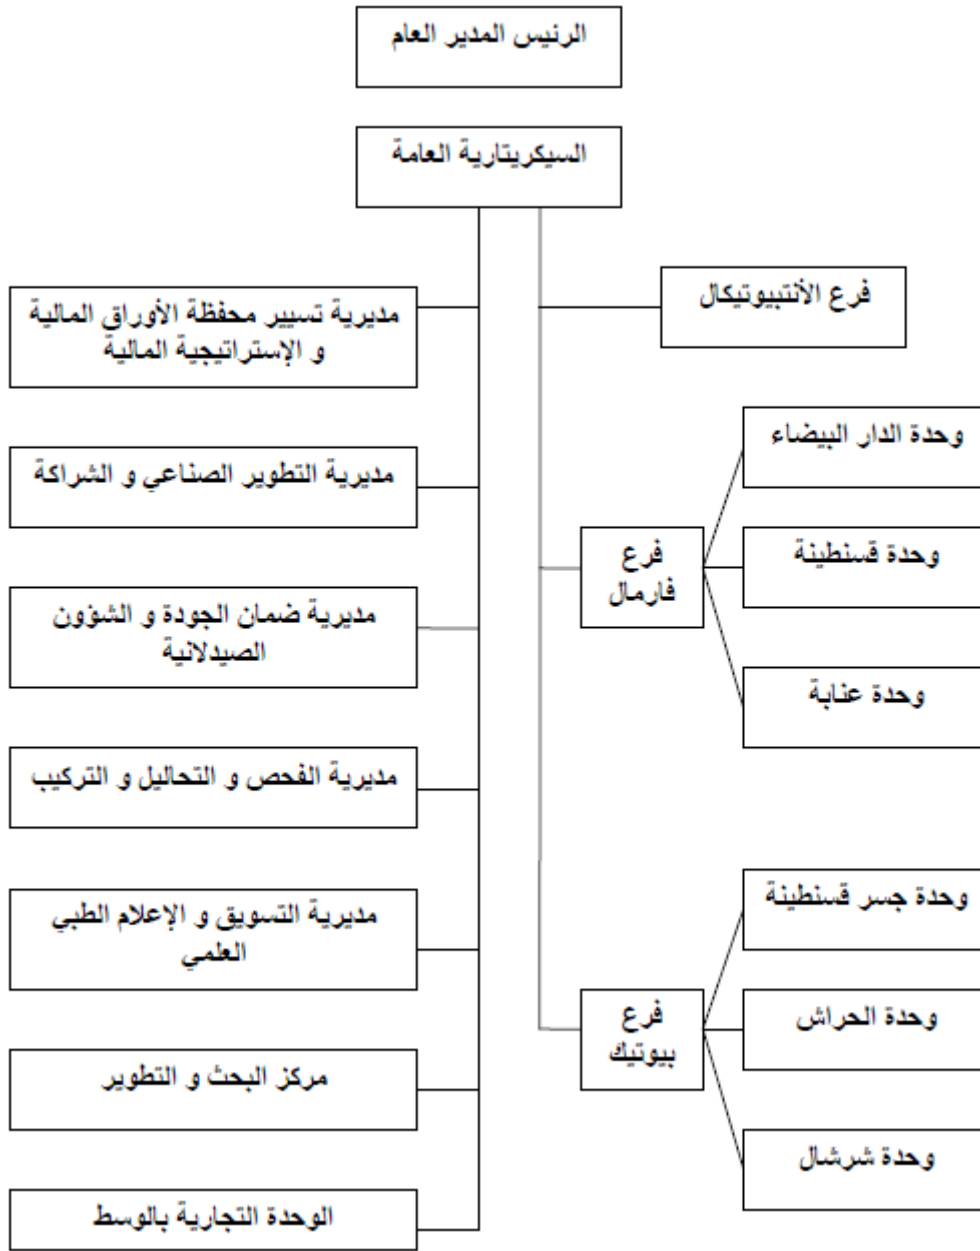 الرئيس المدير العام
السيكريتارية العامة
فرع الأنتبيوتيكال
مديرية تسيير محفظة الأوراق المالية
و الإستراتيجية المالية
وحدة الدار البيضاء
مديرية التطوير الصناعي و الشراكة
فرع
فارمال
وحدة قسنطينة
مديرية ضمان الجودة و الشؤون
الصيدلانية
وحدة عنابة
مديرية الفحص و التحاليل و التركيب
وحدة جسر قسنطينة
مديرية التسويق و الإعلام الطبي
العلمي
فرع
بيوتيك
وحدة الحراش
مركز البحث و التطوير
وحدة شرشال
الوحدة التجارية بالوسط